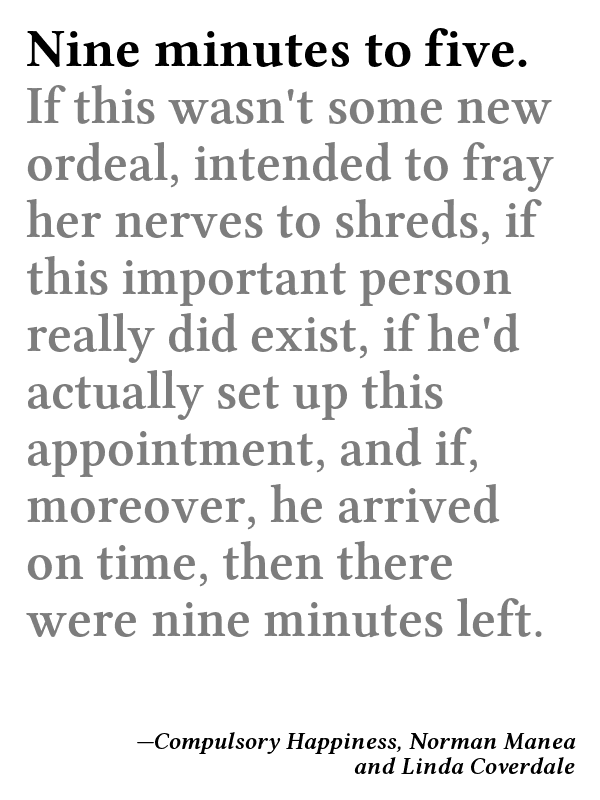 Nine minutes to five.
If this wasn't some new
ordeal, intended to fray
her nerves to shreds, if
this important person
really did exist, if he'd
actually set up this
appointment, and if,
moreover, he arrived
on time, then there
were nine minutes left.
—Compulsory Happiness, Norman Manea
and Linda Coverdale